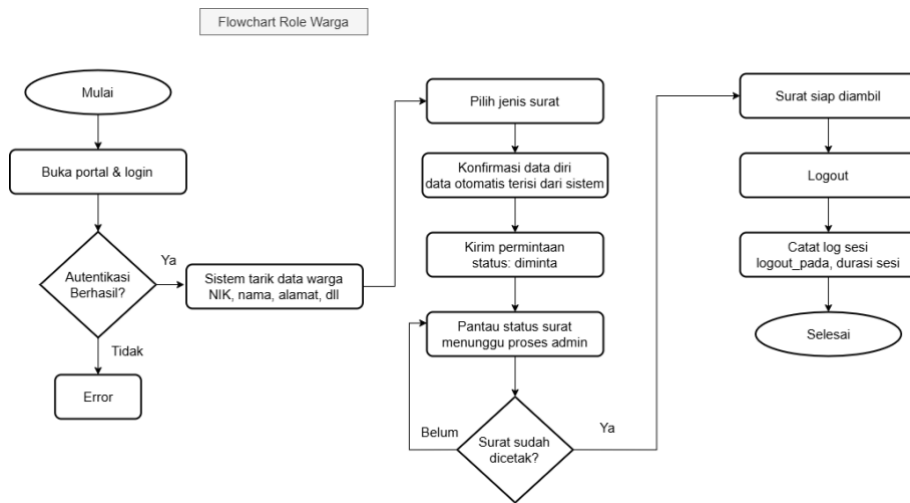 Flowchart Role Warga
Mulai
Buka portal & login
Autentikasi
Berhasil?
Ya
Tidak
Error
Sistem tarik data warga
NIK, nama, alamat, dll
Pilih jenis surat
Konfirmasi data diri
data otomatis terisi dari sistem
Kirim permintaan
status: diminta
Pantau status surat
menunggu proses admin
Belum
Surat sudah
dicetak?
Ya
Surat siap diambil
Logout
Catat log sesi
logout_pada, durasi sesi
Selesai